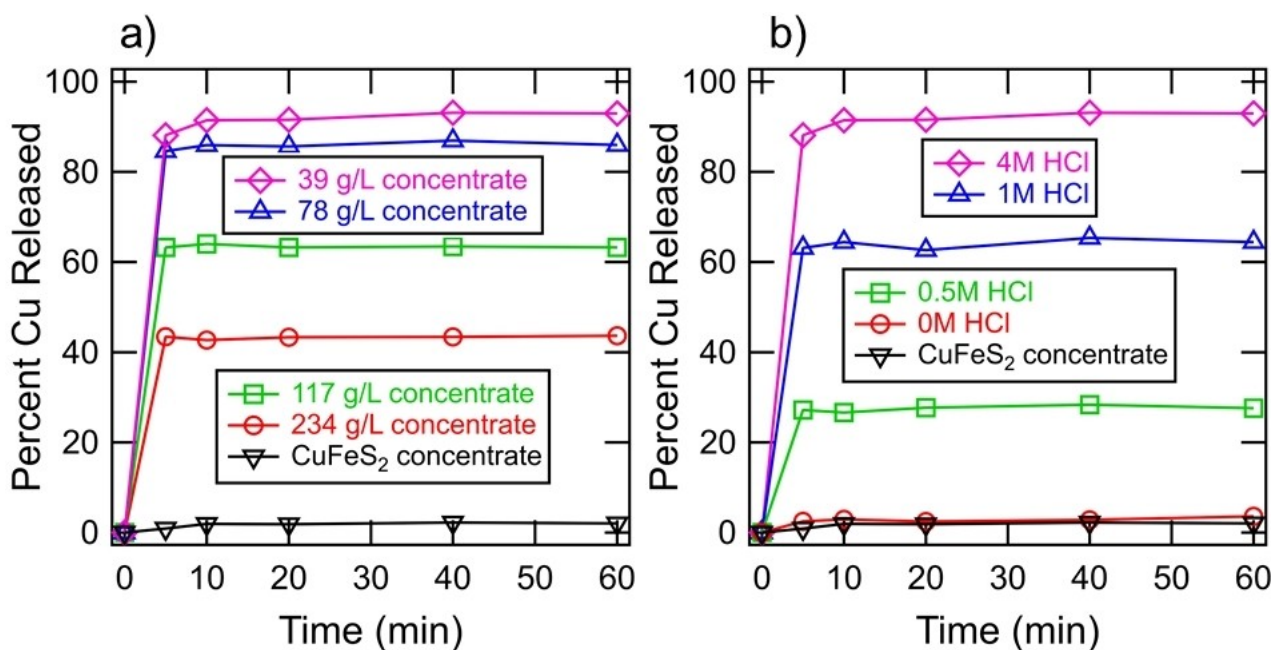 a)
Percent Cu Released
100
80
60
40
20
0
39 g/L concentrate
78 g/L concentrate
117 g/L concentrate
234 g/L concentrate
CuFeS₂ concentrate
0 10 20 30 40 50 60
Time (min)
b)
Percent Cu Released
100
80
60
40
20
0
4M HCl
1M HCl
0.5M HCl
0M HCl
CuFeS₂ concentrate
0 10 20 30 40 50 60
Time (min)